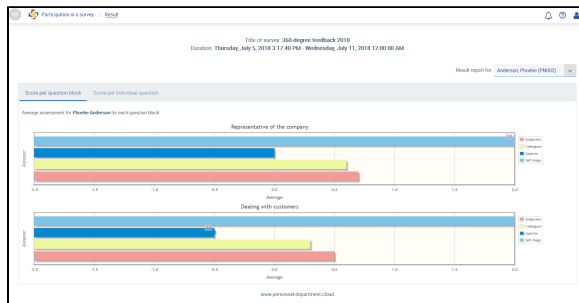 Participation in a survey › Result
Title of survey: 360-degree feedback 2018
Duration: Thursday, July 5, 2018 3:17:40 PM - Wednesday, July 11, 2018 12:00:00 AM
Result report for: Anderson, Phoebe (PN002)
Score per question block Score per individual question
Average assessment for Phoebe Anderson for each question block
Representative of the company
Assessor
Employees
Colleagues
Superior
Self-image
-2.0 -1.5 -1.0 -0.5 0.0 0.5 1.0 1.5 2.0
Average
Dealing with customers
Assessor
Employees
Colleagues
Superior
Self-image
-2.0 -1.5 -1.0 -0.5 0.0 0.5 1.0 1.5 2.0
Average
www.personnel-department.cloud